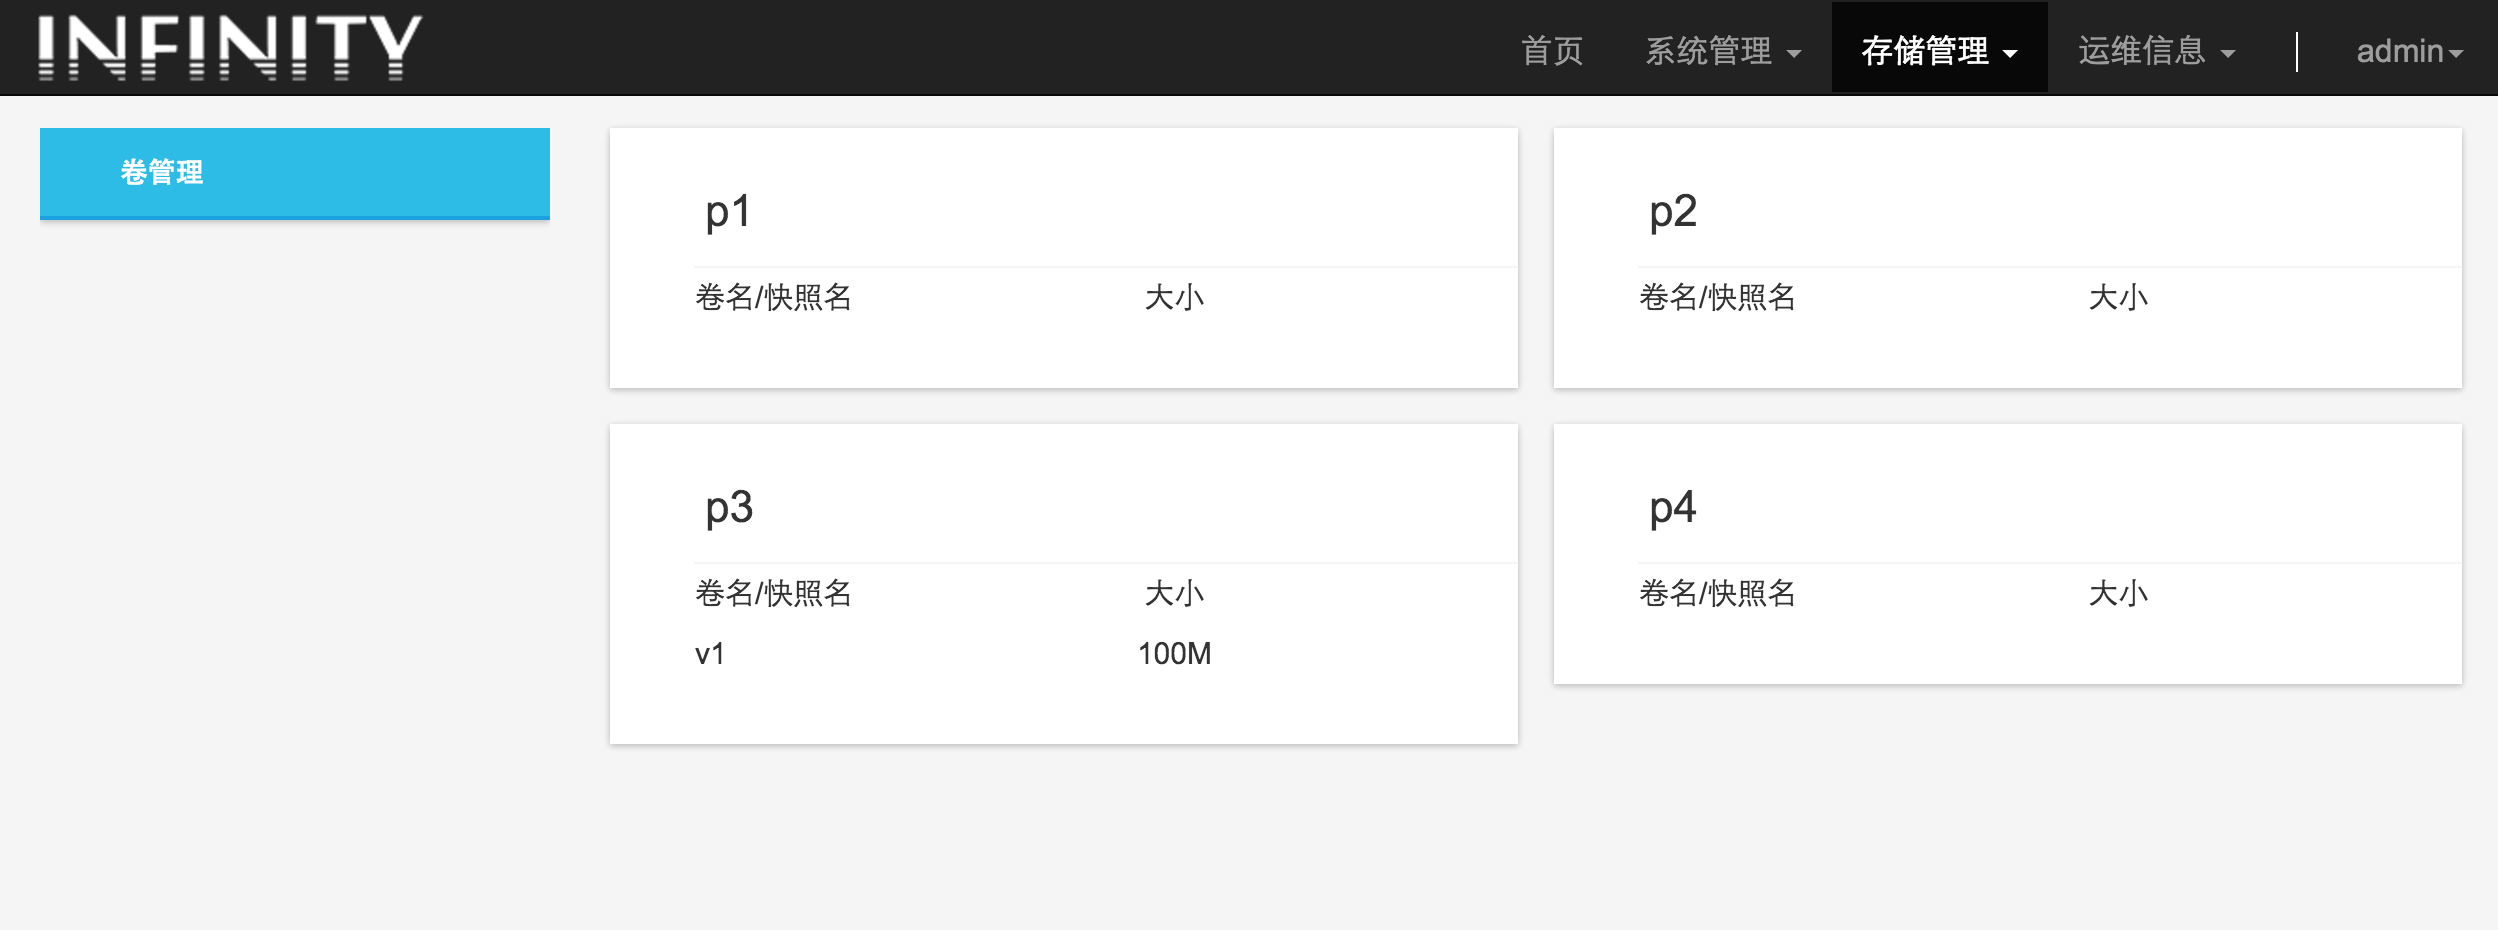 INFINITY
首页 系统管理 存储管理 运维信息 admin
卷管理
p1
卷名/快照名 大小
p2
卷名/快照名 大小
p3
卷名/快照名 大小
v1 100M
p4
卷名/快照名 大小